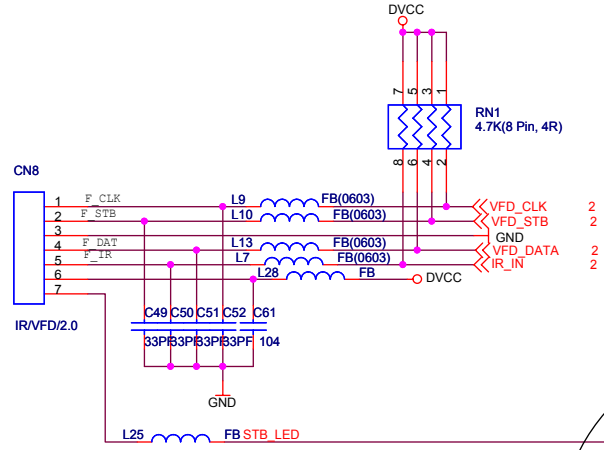 DVCC
7 5 3 1
RN1
4.7K(8 Pin, 4R)
8 6 4 2
CN8
1 F_CLK L9 FB(0603) VFD_CLK 2
2 F_STB L10 FB(0603) VFD_STB 2
3 GND
4 F_DAT L13 FB(0603) VFD_DATA 2
5 F_IR L7 FB(0603) IR_IN 2
6 L28 FB DVCC
7
C49 C50 C51 C52 C61
IR/VFD/2.0
33PF 33PF 33PF 33PF 104
GND
L25 FB STB_LED